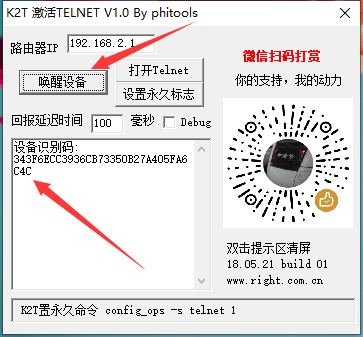 K2T 激活TELNET V1.0 By phitools
路由器IP 192.168.2.1
微信扫码打赏
你的支持，我的动力
唤醒设备
打开Telnet
设置永久标志
回报延迟时间 100 毫秒 Debug
设备识别码:
343F6ECC3936CB73350B27A405FA6
C4C
双击提示区清屏
18.05.21 build 01
www.right.com.cn
K2T置永久命令 config_ops -s telnet 1